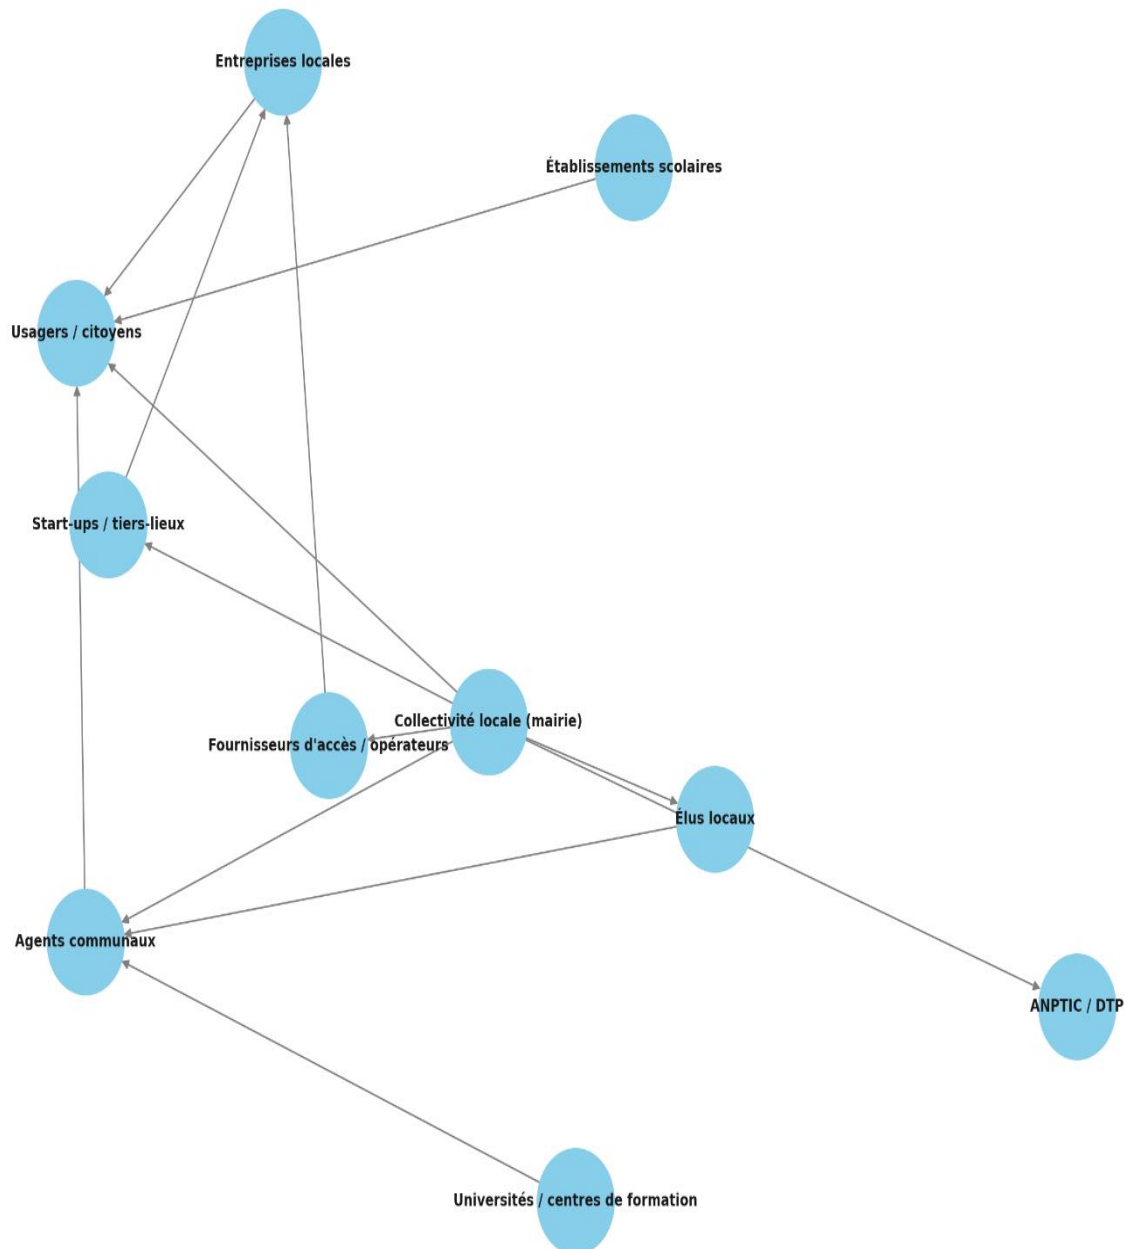 Entreprises locales
Établissements scolaires
Usagers / citoyens
Start-ups / tiers-lieux
Collectivité locale (mairie)
Fournisseurs d'accès / opérateurs
Élus locaux
Agents communaux
ANPTIC / DTP
Universités / centres de formation